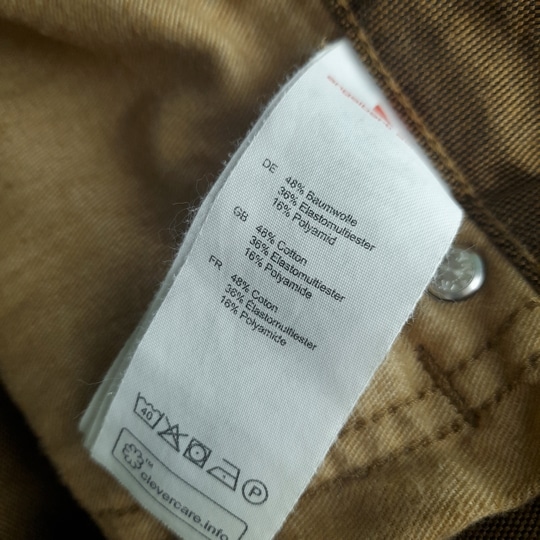 DE 48% Baumwolle
36% Elastomultiester
16% Polyamid
GB 48% Cotton
36% Elastomultiester
16% Polyamide
FR 48% Coton
36% Elastomultiester
16% Polyamide
40
P
clevercare.info